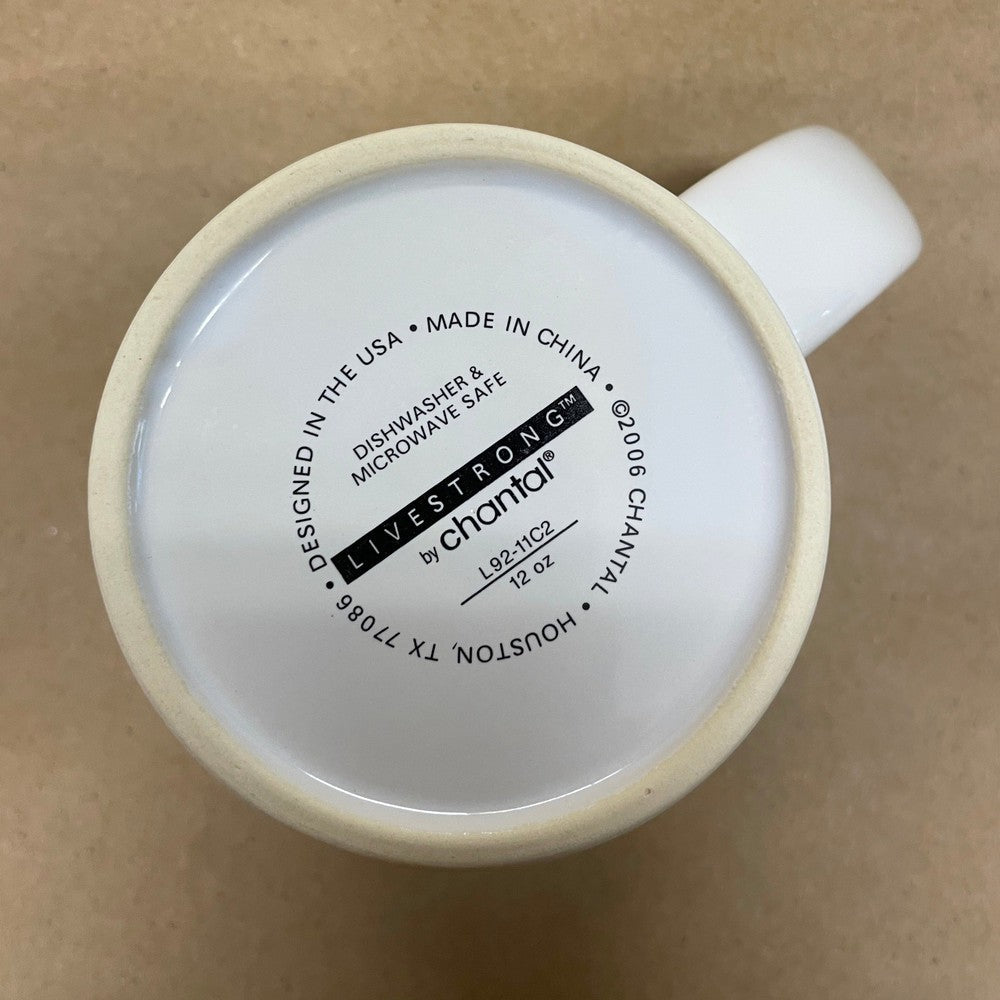 • DESIGNED IN THE USA • MADE IN CHINA • ©2006 CHANTAL • HOUSTON, TX 77086
DISHWASHER &
MICROWAVE SAFE
LIVESTRONG™
by chantal®
L92-11C2
12 oz